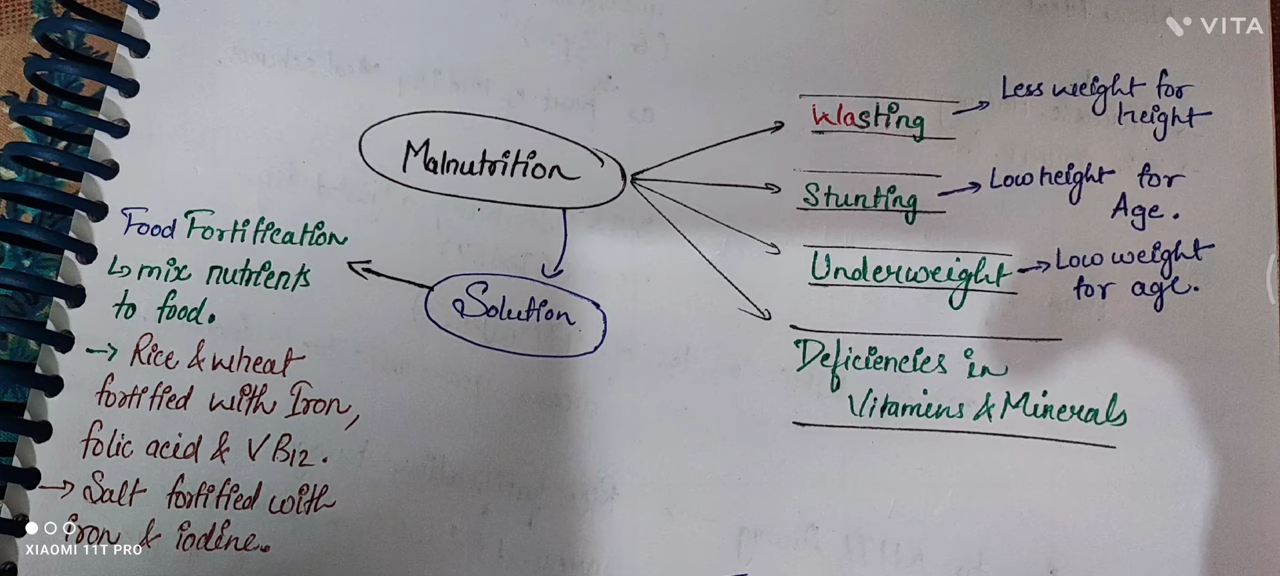 VITA
Malnutrition
Wasting
Less weight for
height
Stunting
Low height for
Age.
Underweight
Low weight
for age.
Deficiencies in
Vitamins & Minerals
Solution
Food Fortification
mix nutrients
to food.
Rice & wheat
fortified with Iron,
folic acid & VB12.
Salt fortified with
iron & iodine.
XIAOMI 11T PRO